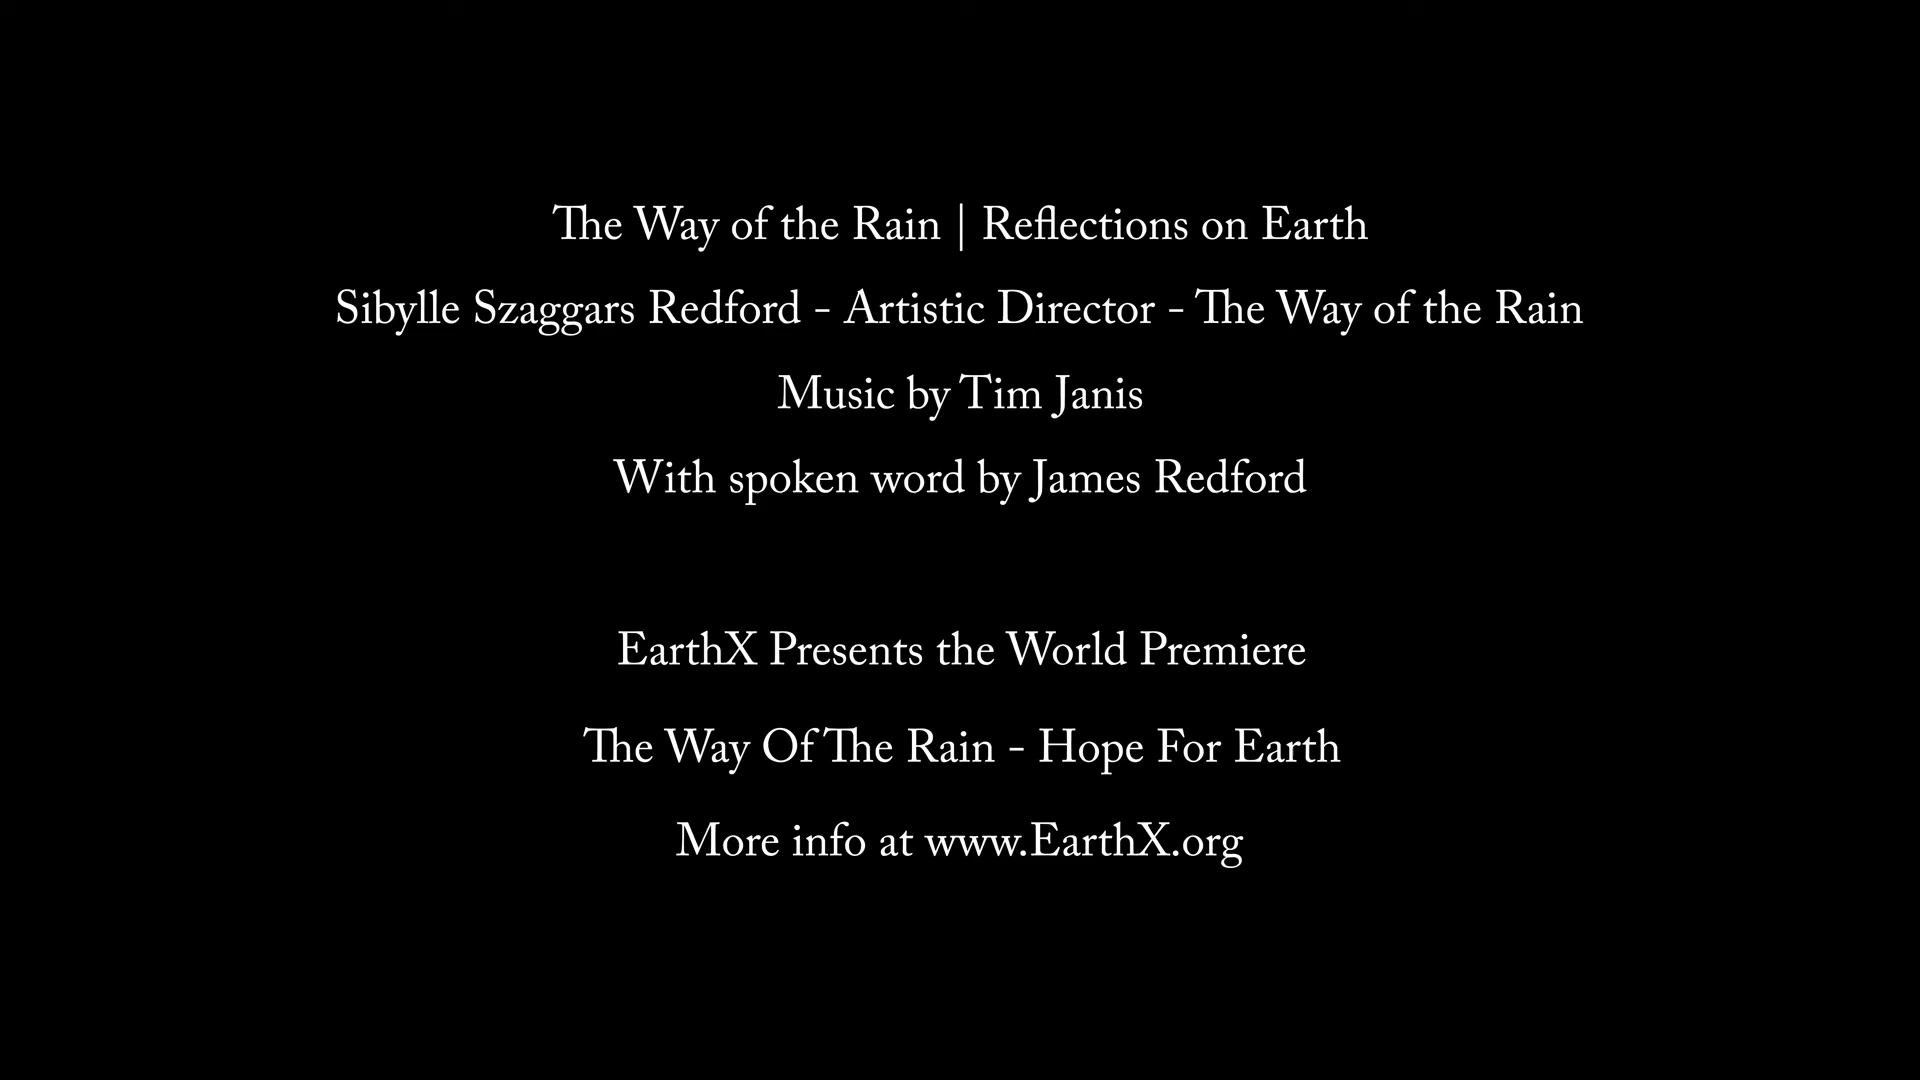 The Way of the Rain | Reflections on Earth
Sibylle Szaggars Redford - Artistic Director - The Way of the Rain
Music by Tim Janis
With spoken word by James Redford
EarthX Presents the World Premiere
The Way Of The Rain - Hope For Earth
More info at www.EarthX.org